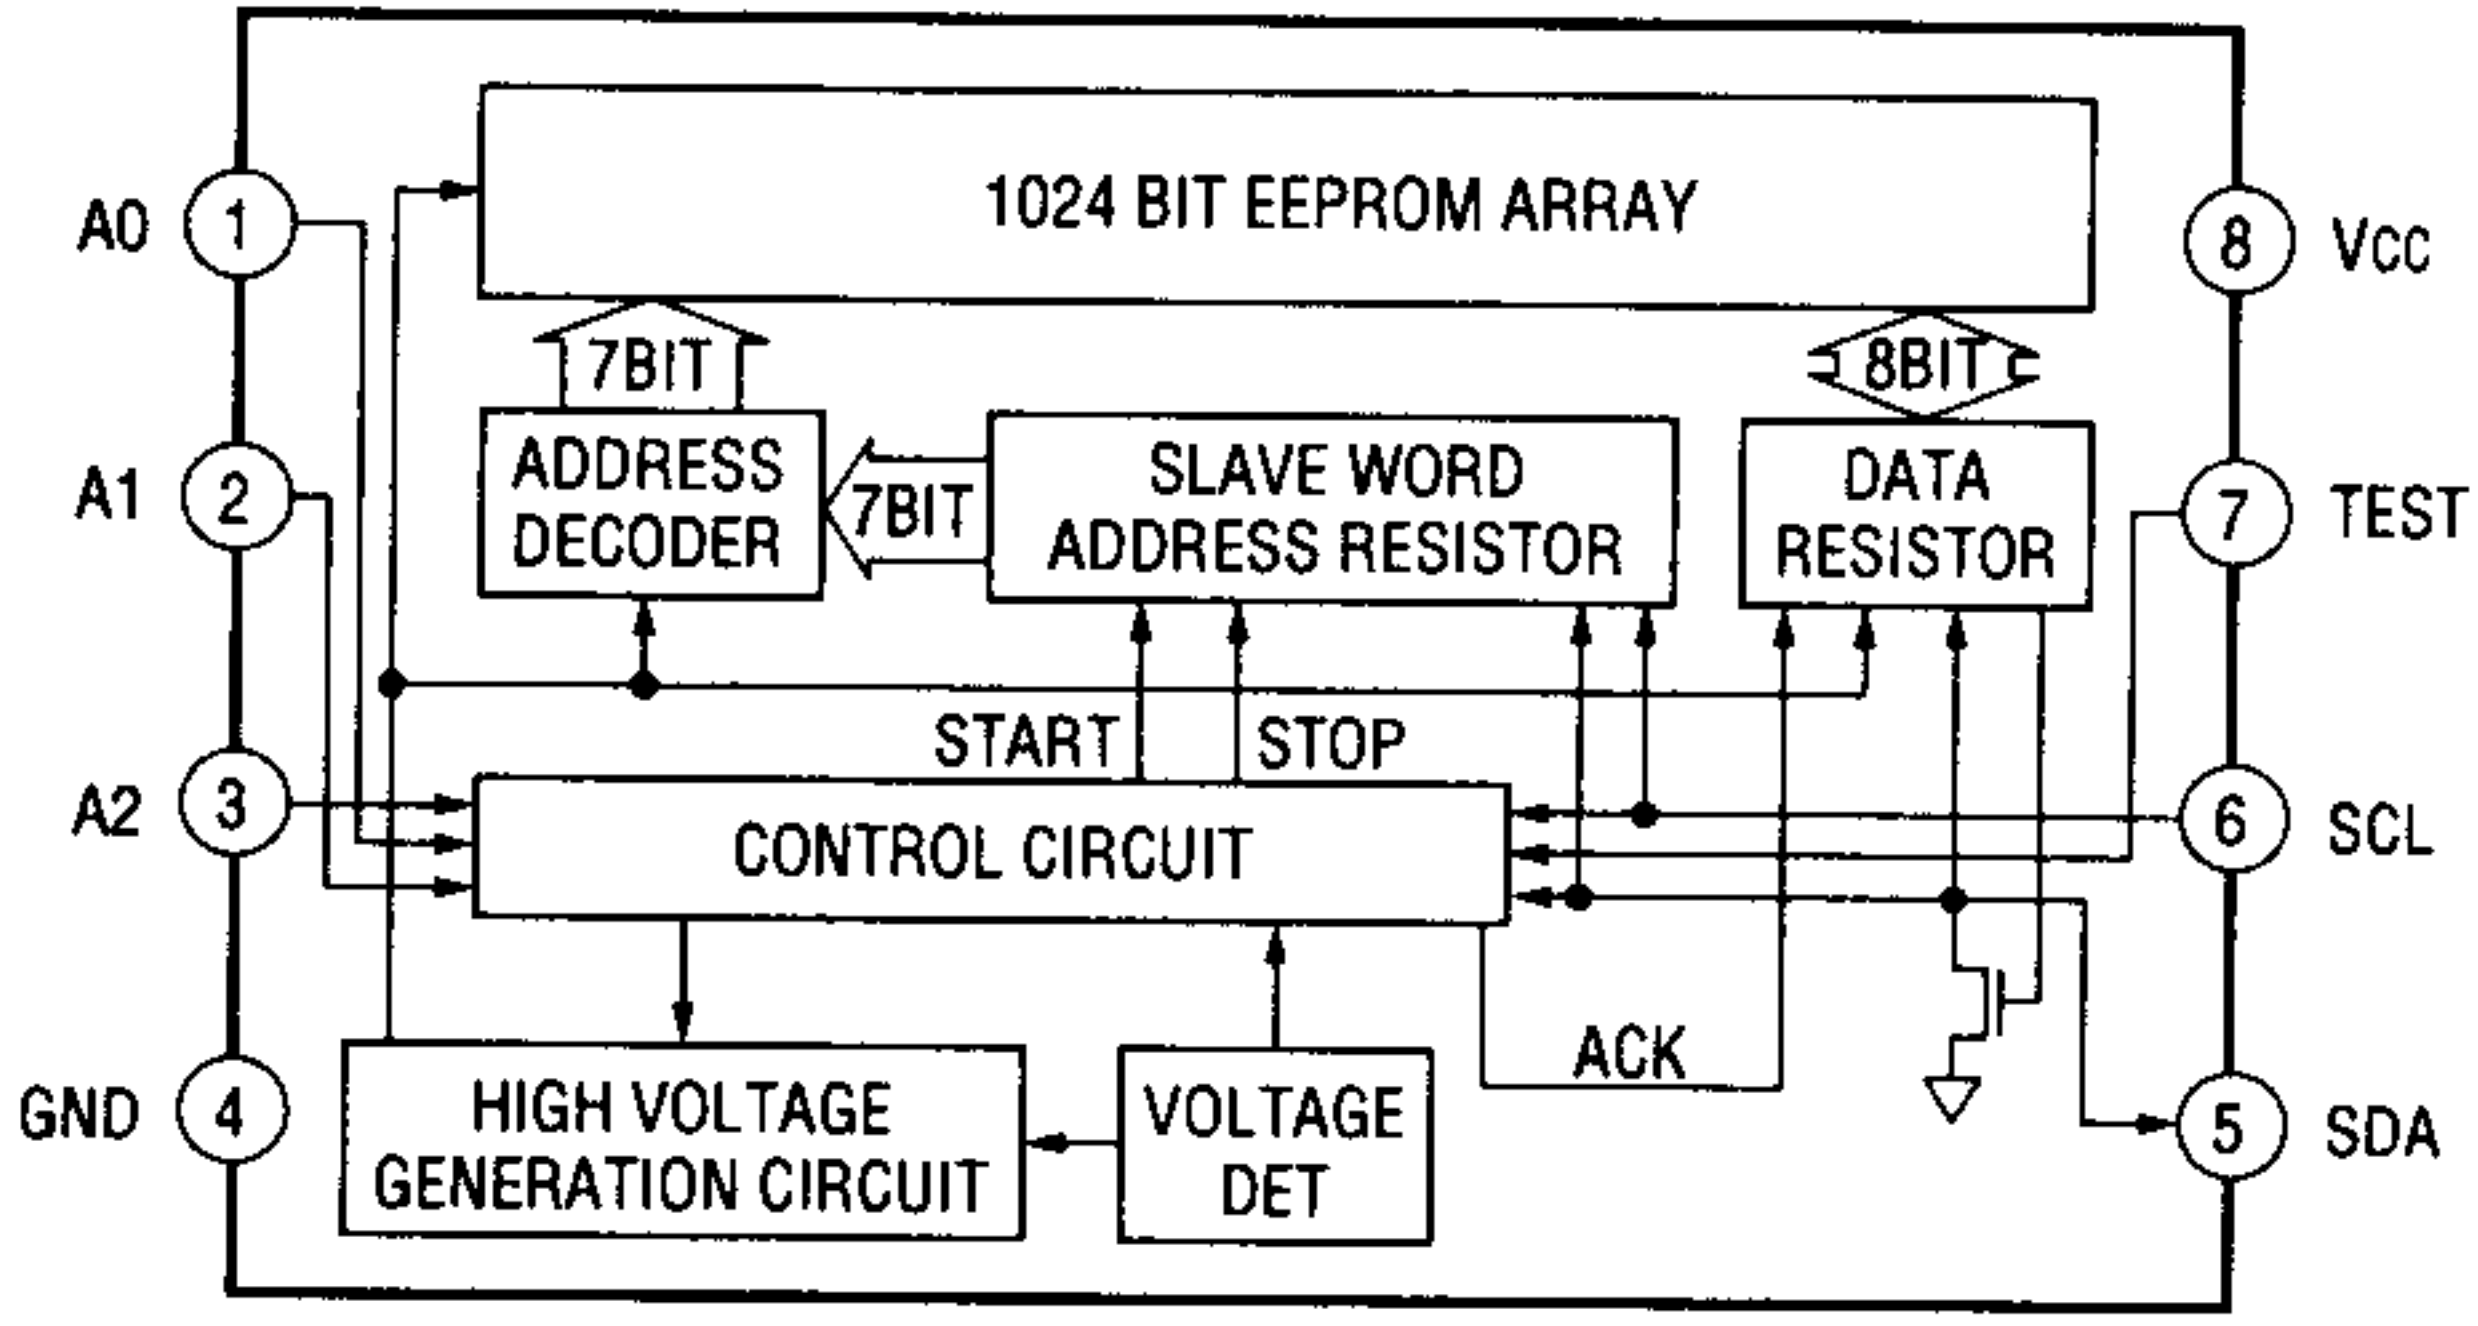 1024 BIT EEPROM ARRAY
A0 1
8 VCC
7BIT
8BIT
ADDRESS
DECODER
7BIT
SLAVE WORD
ADDRESS RESISTOR
DATA
RESISTOR
A1 2
7 TEST
START
STOP
A2 3
CONTROL CIRCUIT
6 SCL
ACK
GND 4
HIGH VOLTAGE
GENERATION CIRCUIT
VOLTAGE
DET
5 SDA